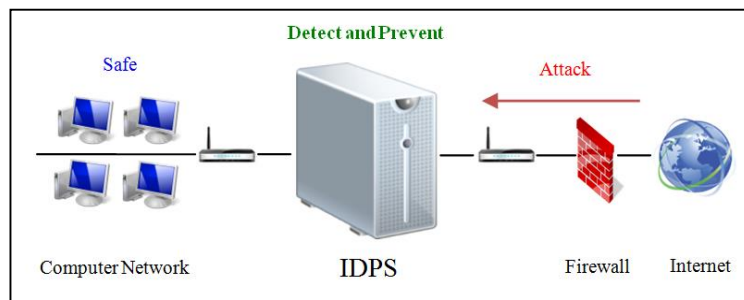 Detect and Prevent
Safe
Attack
Computer Network
IDPS
Firewall
Internet